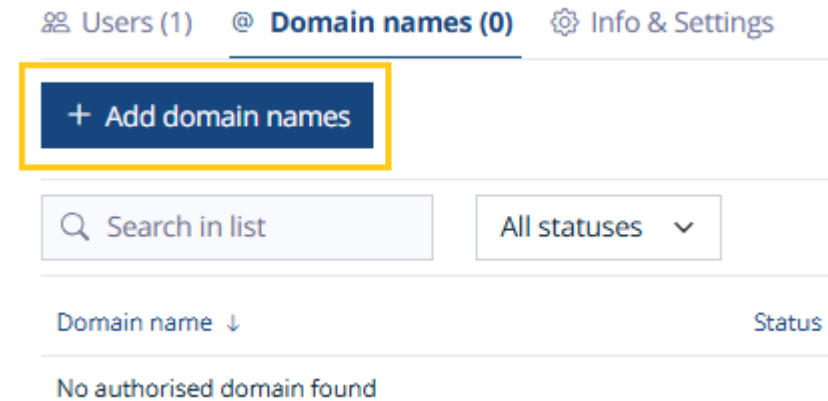 Users (1) @ Domain names (0) Info & Settings
+ Add domain names
Search in list All statuses
Domain name ↓ Status
No authorised domain found